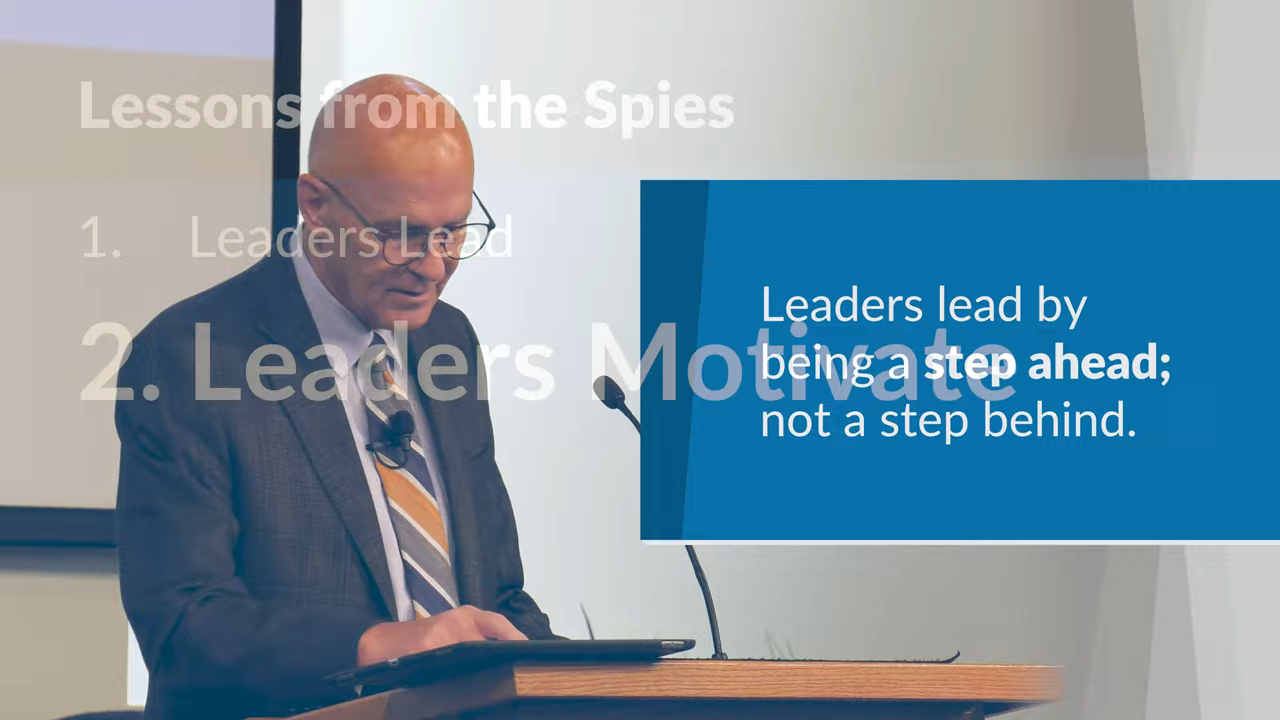 Lessons from the Spies
1. Leaders Lead
2. Leaders Motivate
Leaders lead by
being a step ahead;
not a step behind.